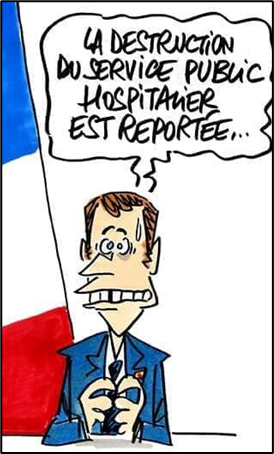 LA DESTRUCTION
DU SERVICE PUBLIC
HOSPITALIER
EST REPORTÉE...